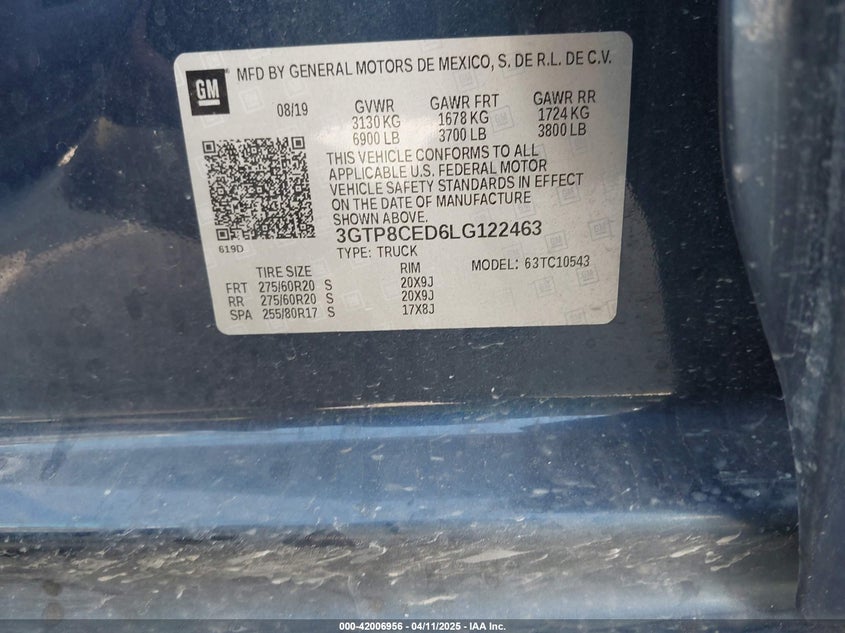 GM
MFD BY GENERAL MOTORS DE MEXICO, S. DE R.L. DE C.V.
08/19 GVWR GAWR FRT GAWR RR
3130 KG 1678 KG 1724 KG
6900 LB 3700 LB 3800 LB
THIS VEHICLE CONFORMS TO ALL
APPLICABLE U.S. FEDERAL MOTOR
VEHICLE SAFETY STANDARDS IN EFFECT
ON THE DATE OF MANUFACTURE
SHOWN ABOVE.
619D
3GTP8CED6LG122463
TYPE: TRUCK MODEL: 63TC10543
TIRE SIZE RIM
FRT 275/60R20 S 20X9J
RR 275/60R20 S 20X9J
SPA 255/80R17 S 17X8J
000-42006956 - 04/11/2025 - IAA Inc.